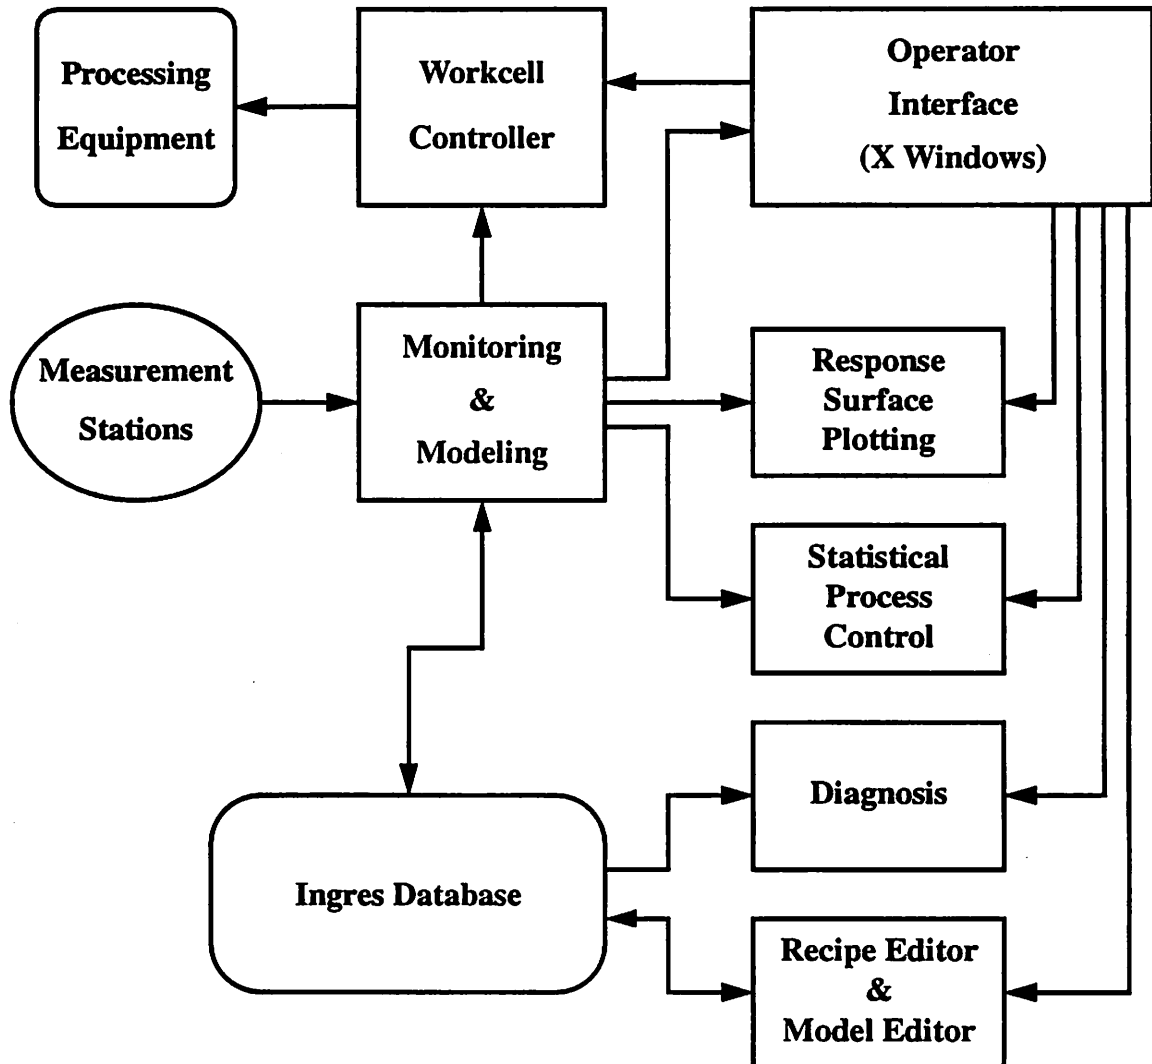 Processing
Equipment
Workcell
Controller
Operator
Interface
(X Windows)
Measurement
Stations
Monitoring
&
Modeling
Response
Surface
Plotting
Statistical
Process
Control
Diagnosis
Ingres Database
Recipe Editor
&
Model Editor